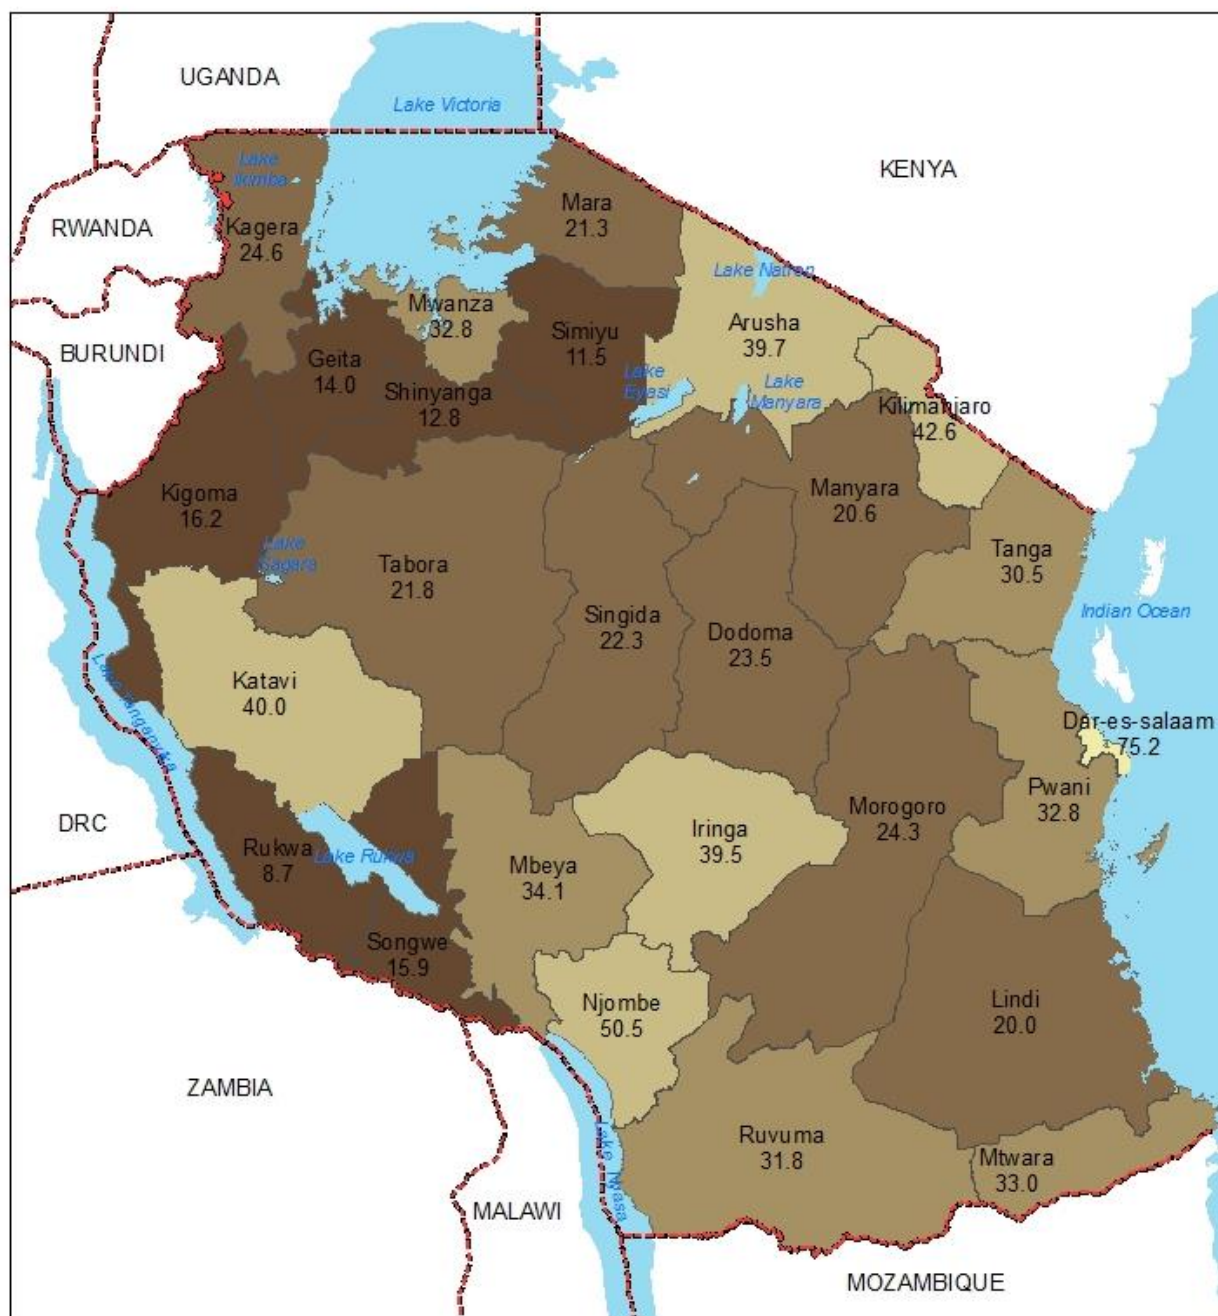 UGANDA
Lake Victoria
KENYA
Lake
Ikimba
RWANDA
Kagera
24.6
Mara
21.3
Lake Natron
Mwanza
32.8
Arusha
39.7
BURUNDI
Geita
14.0
Simiyu
11.5
Shinyanga
12.8
Lake
Eyasi
Lake
Manyara
Kilimanjaro
42.6
Kigoma
16.2
Manyara
20.6
Lake
Sagara
Tabora
21.8
Tanga
30.5
Singida
22.3
Dodoma
23.5
Indian Ocean
Katavi
40.0
Lake Tanganyika
Dar-es-salaam
75.2
DRC
Rukwa
8.7
Lake Rukwa
Mbeya
34.1
Iringa
39.5
Morogoro
24.3
Pwani
32.8
Songwe
15.9
Njombe
50.5
Lindi
20.0
ZAMBIA
Ruvuma
31.8
Mtwara
33.0
Lake Nyasa
MALAWI
MOZAMBIQUE